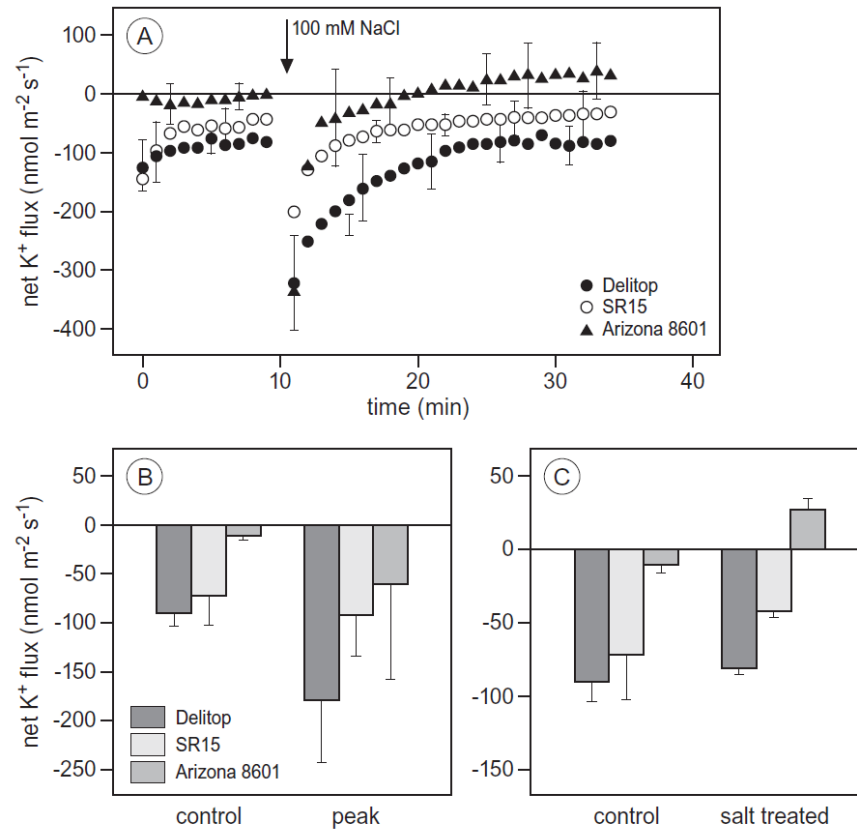 A
100 mM NaCl
net K+ flux (nmol m-2 s-1)
100
0
-100
-200
-300
-400
Delitop
SR15
Arizona 8601
0
10
20
30
40
time (min)
B
net K+ flux (nmol m-2 s-1)
50
0
-50
-100
-150
-200
-250
Delitop
SR15
Arizona 8601
control
peak
C
50
0
-50
-100
-150
control
salt treated